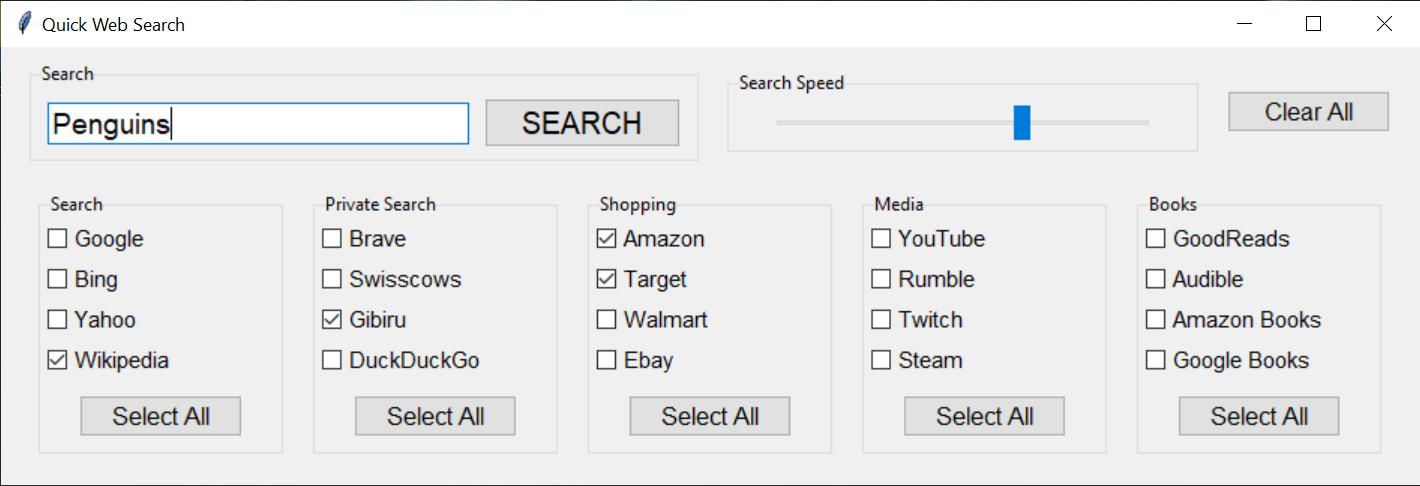 Quick Web Search
Search
Penguins
SEARCH
Search Speed
Clear All
Search
Google
Bing
Yahoo
Wikipedia
Select All
Private Search
Brave
Swisscows
Gibiru
DuckDuckGo
Select All
Shopping
Amazon
Target
Walmart
Ebay
Select All
Media
YouTube
Rumble
Twitch
Steam
Select All
Books
GoodReads
Audible
Amazon Books
Google Books
Select All